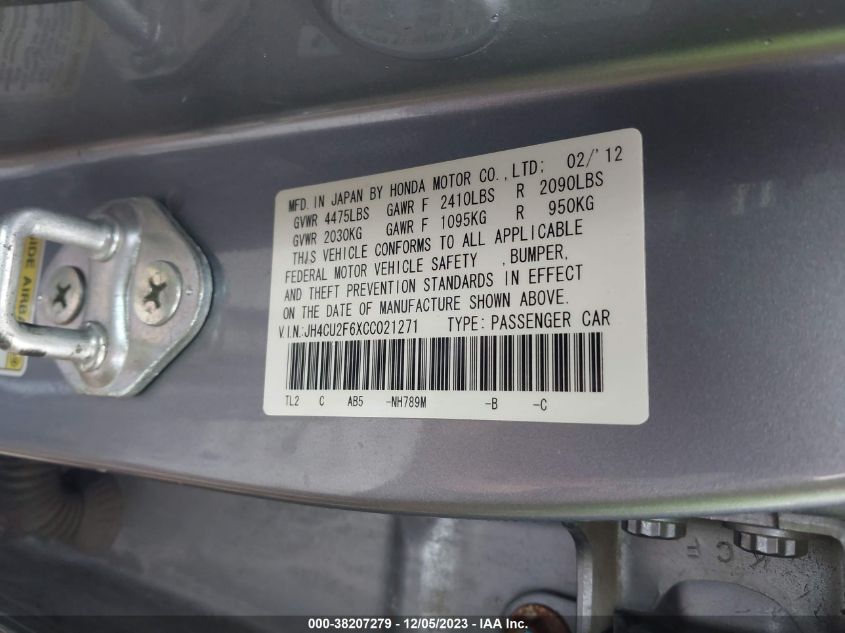 MFD. IN JAPAN BY HONDA MOTOR CO., LTD; 02/'12
GVWR 4475LBS GAWR F 2410LBS R 2090LBS
GVWR 2030KG GAWR F 1095KG R 950KG
THIS VEHICLE CONFORMS TO ALL APPLICABLE
FEDERAL MOTOR VEHICLE SAFETY ,BUMPER,
AND THEFT PREVENTION STANDARDS IN EFFECT
ON THE DATE OF MANUFACTURE SHOWN ABOVE.
V I N.:JH4CU2F6XCC021271 TYPE: PASSENGER CAR
TL2 C AB5 -NH789M -B -C
A C F
000-38207279 - 12/05/2023 - IAAI.com